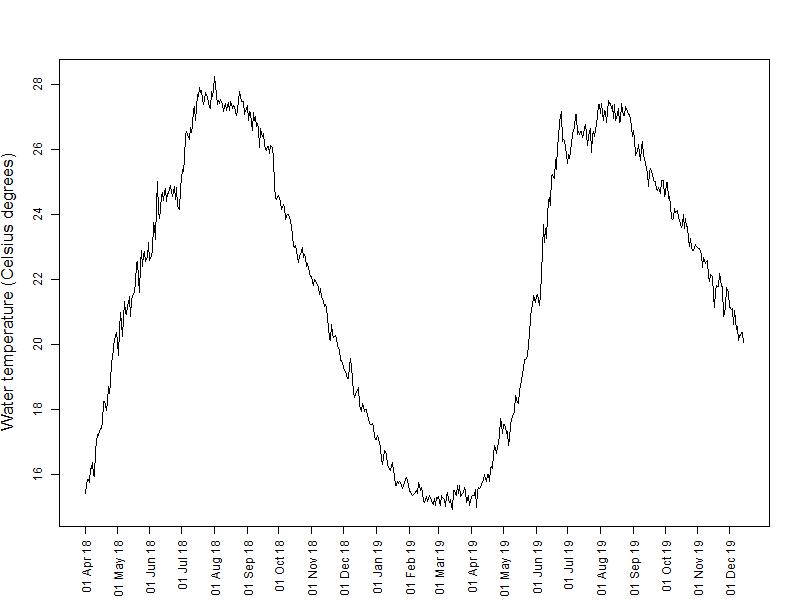 Water temperature (Celsius degrees)
28
26
24
22
20
18
16
01 Apr 18
01 May 18
01 Jun 18
01 Jul 18
01 Aug 18
01 Sep 18
01 Oct 18
01 Nov 18
01 Dec 18
01 Jan 19
01 Feb 19
01 Mar 19
01 Apr 19
01 May 19
01 Jun 19
01 Jul 19
01 Aug 19
01 Sep 19
01 Oct 19
01 Nov 19
01 Dec 19